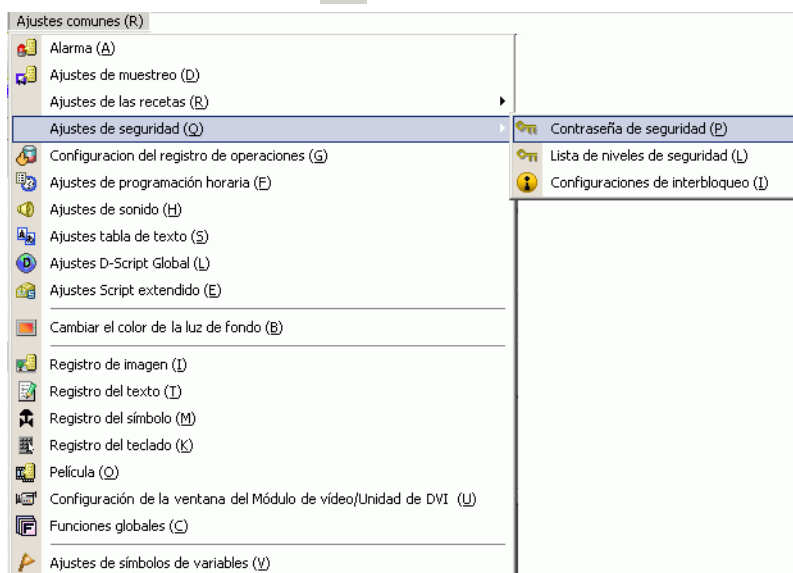 Ajustes comunes (R)
Alarma (A)
Ajustes de muestreo (D)
Ajustes de las recetas (R)
Ajustes de seguridad (Q)
Contraseña de seguridad (P)
Lista de niveles de seguridad (L)
Configuraciones de interbloqueo (I)
Configuracion del registro de operaciones (G)
Ajustes de programación horaria (F)
Ajustes de sonido (H)
Ajustes tabla de texto (S)
Ajustes D-Script Global (L)
Ajustes Script extendido (E)
Cambiar el color de la luz de fondo (B)
Registro de imagen (I)
Registro del texto (T)
Registro del símbolo (M)
Registro del teclado (K)
Película (O)
Configuración de la ventana del Módulo de vídeo/Unidad de DVI (U)
Funciones globales (C)
Ajustes de símbolos de variables (V)